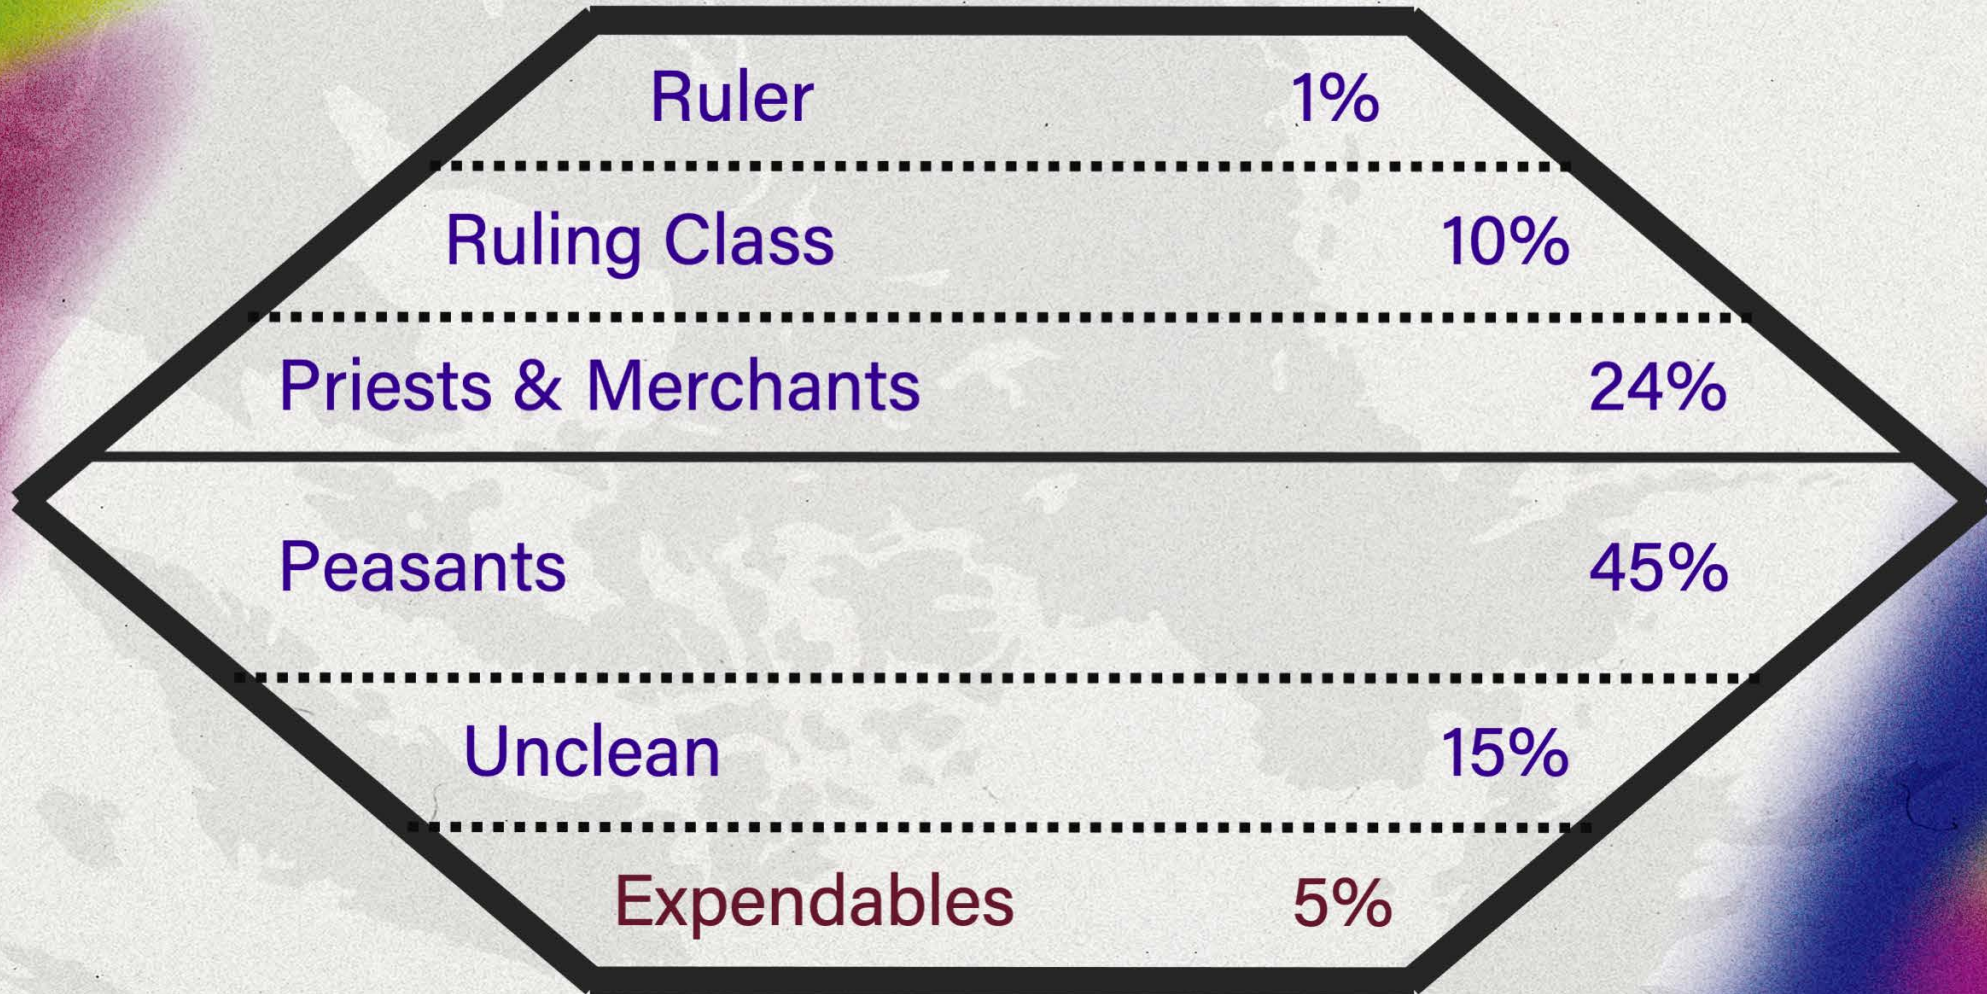 Ruler 1%
Ruling Class 10%
Priests & Merchants 24%
Peasants 45%
Unclean 15%
Expendables 5%